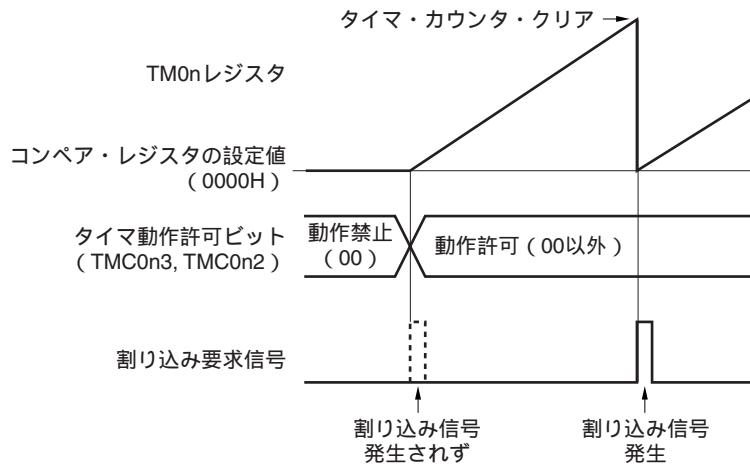 タイマ・カウンタ・クリア
TM0nレジスタ
コンペア・レジスタの設定値
（0000H）
タイマ動作許可ビット
（TMC0n3, TMC0n2）
動作禁止
（00）
動作許可（00以外）
割り込み要求信号
割り込み信号
発生されず
割り込み信号
発生